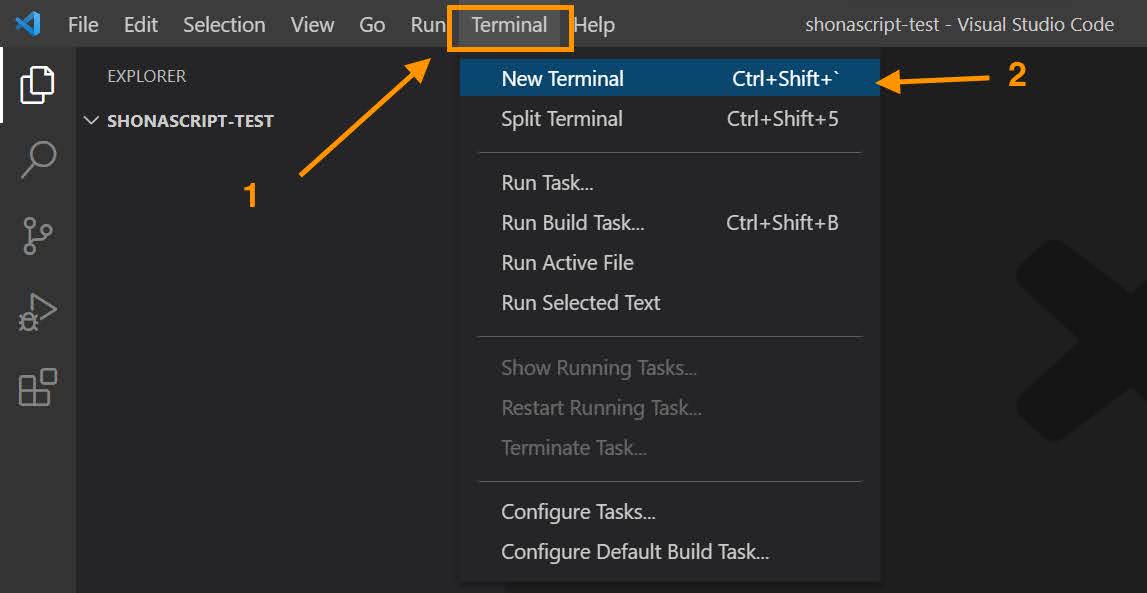 File Edit Selection View Go Run Terminal Help shonascript-test - Visual Studio Code
EXPLORER
SHONASCRIPT-TEST
1
New Terminal Ctrl+Shift+`
2
Split Terminal Ctrl+Shift+5
Run Task...
Run Build Task... Ctrl+Shift+B
Run Active File
Run Selected Text
Show Running Tasks...
Restart Running Task...
Terminate Task...
Configure Tasks...
Configure Default Build Task...